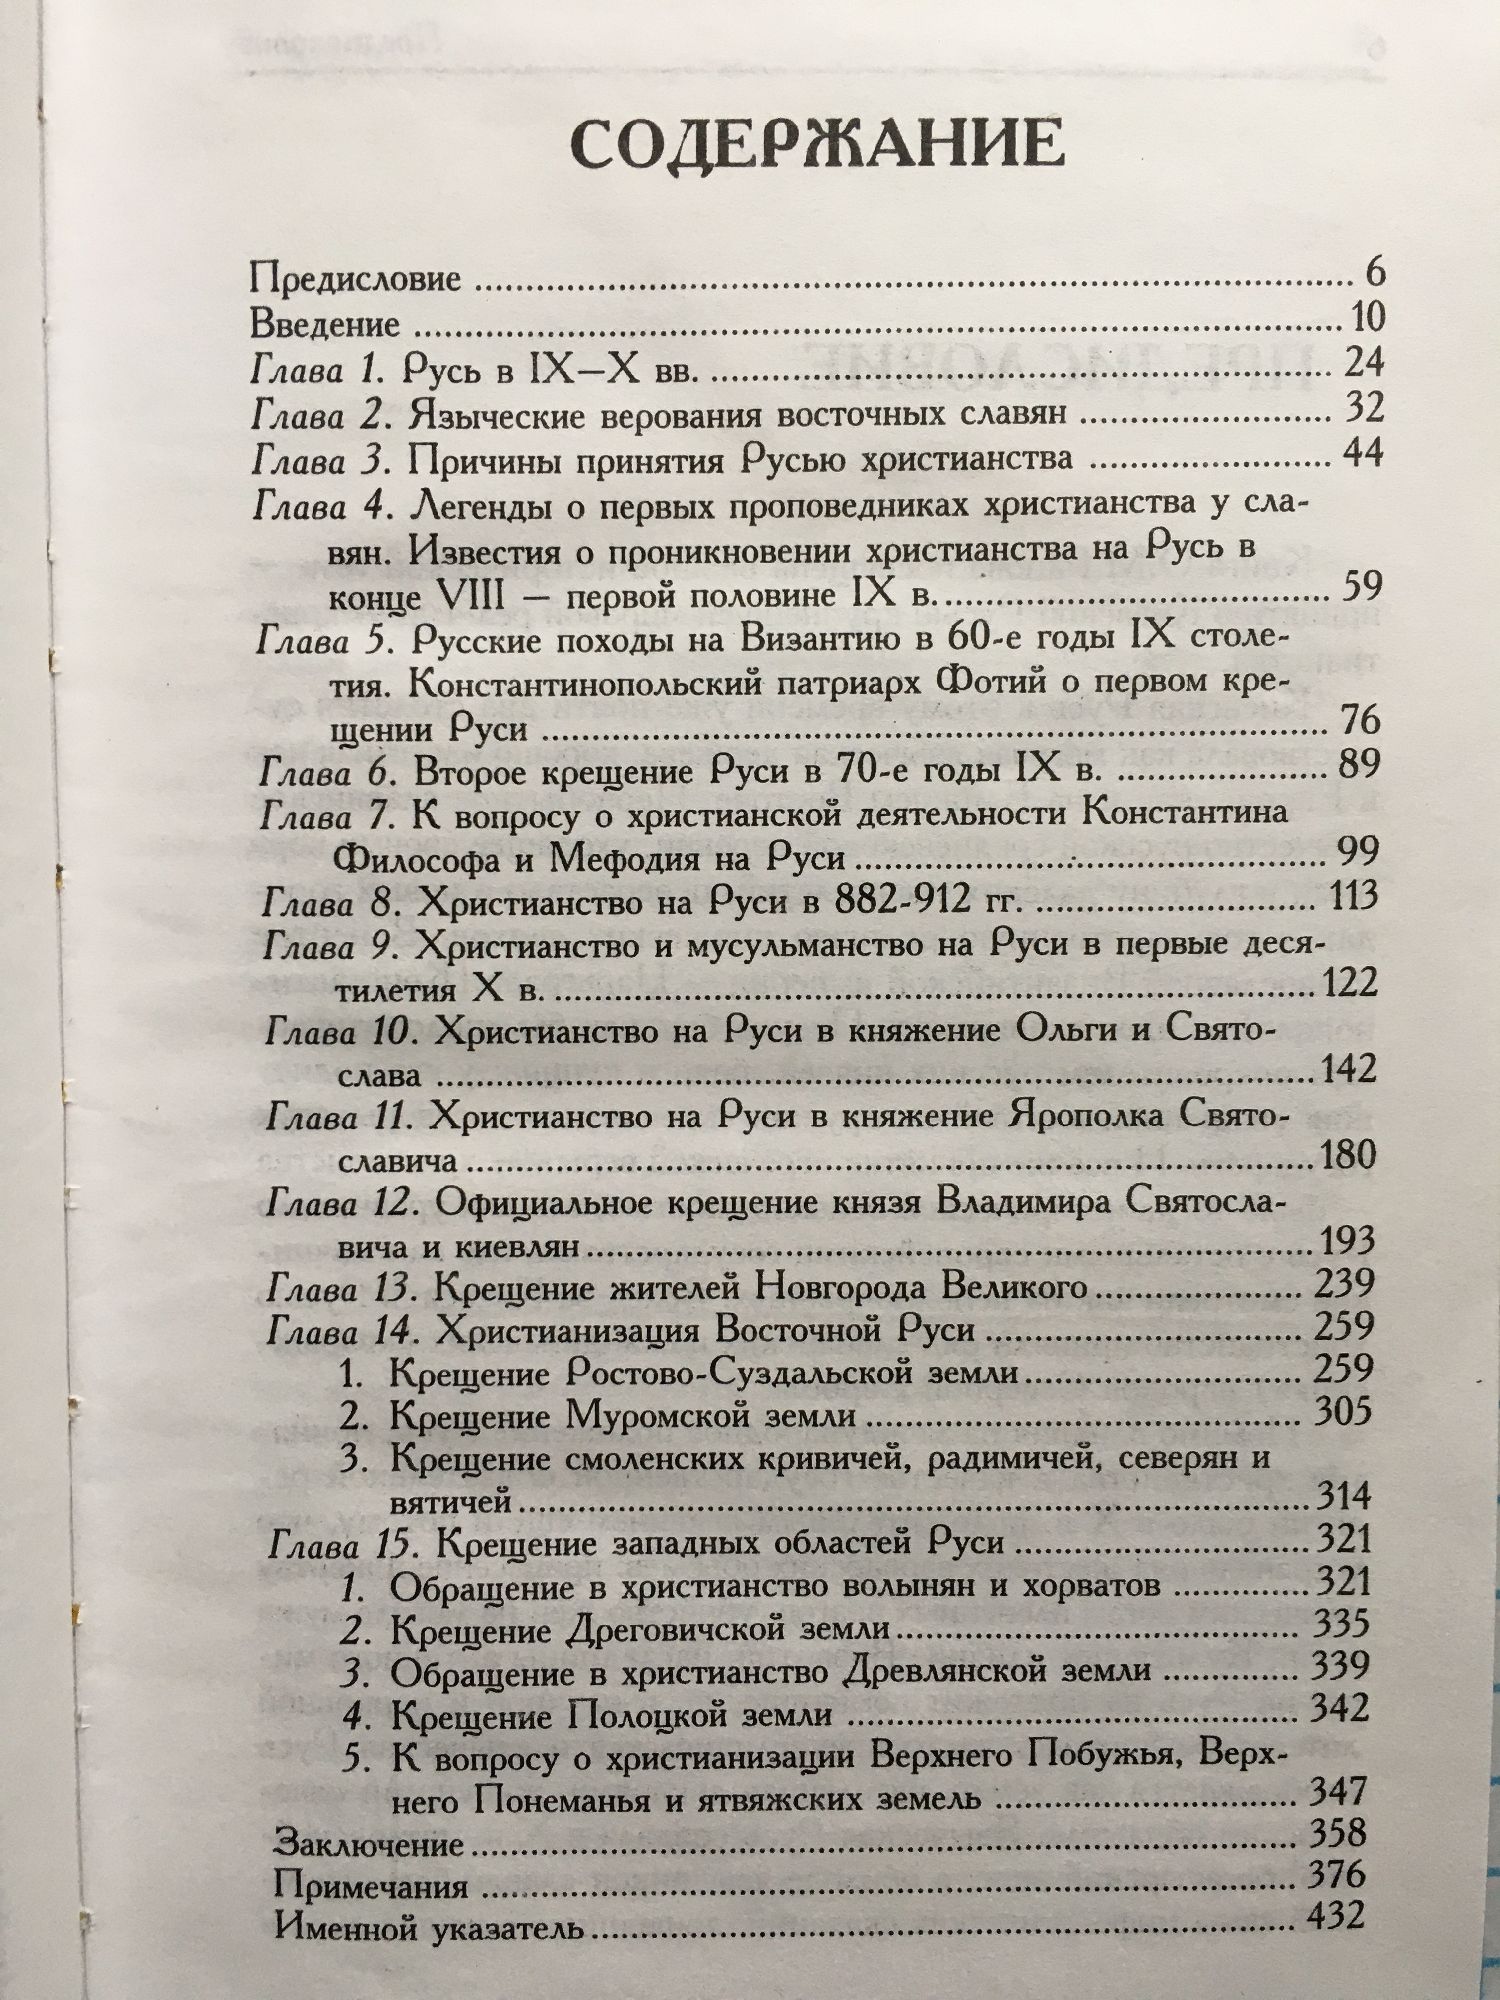 СОДЕРЖАНИЕ
Предисловие 6
Введение 10
Глава 1. Русь в IX—X вв. 24
Глава 2. Языческие верования восточных славян 32
Глава 3. Причины принятия Русью христианства 44
Глава 4. Легенды о первых проповедниках христианства у сла-
вян. Известия о проникновении христианства на Русь в
конце VIII — первой половине IX в. 59
Глава 5. Русские походы на Византию в 60-е годы IX столе-
тия. Константинопольский патриарх Фотий о первом кре-
щении Руси 76
Глава 6. Второе крещение Руси в 70-е годы IX в. 89
Глава 7. К вопросу о христианской деятельности Константина
Философа и Мефодия на Руси 99
Глава 8. Христианство на Руси в 882-912 гг. 113
Глава 9. Христианство и мусульманство на Руси в первые деся-
тилетия X в. 122
Глава 10. Христианство на Руси в княжение Ольги и Свято-
слава 142
Глава 11. Христианство на Руси в княжение Ярополка Свято-
славича 180
Глава 12. Официальное крещение князя Владимира Святосла-
вича и киевлян 193
Глава 13. Крещение жителей Новгорода Великого 239
Глава 14. Христианизация Восточной Руси 259
1. Крещение Ростово-Суздальской земли 259
2. Крещение Муромской земли 305
3. Крещение смоленских кривичей, радимичей, северян и
вятичей 314
Глава 15. Крещение западных областей Руси 321
1. Обращение в христианство волынян и хорватов 321
2. Крещение Дреговичской земли 335
3. Обращение в христианство Древлянской земли 339
4. Крещение Полоцкой земли 342
5. К вопросу о христианизации Верхнего Побужья, Верх-
него Понеманья и ятвяжских земель 347
Заключение 358
Примечания 376
Именной указатель 432